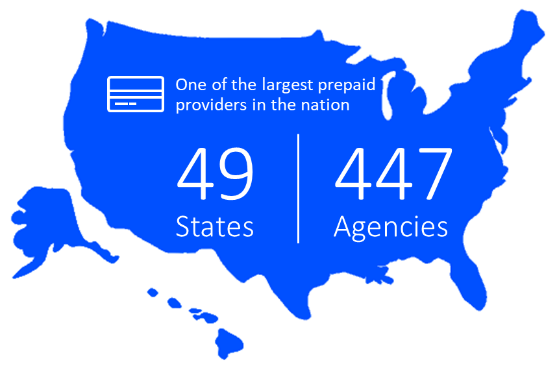 One of the largest prepaid
providers in the nation
49
States
447
Agencies